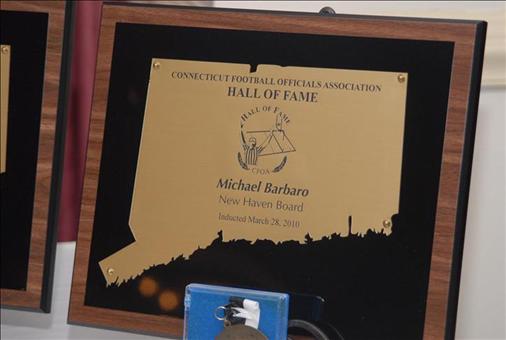 CONNECTICUT FOOTBALL OFFICIALS ASSOCIATION
HALL OF FAME
HALL OF FAME
CFOA
Michael Barbaro
New Haven Board
Inducted March 28, 2010